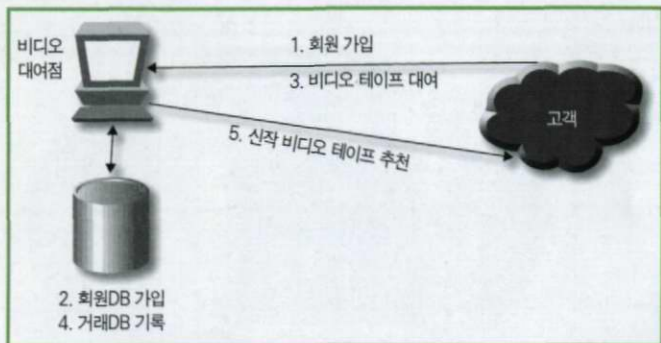 비디오
대여점
1. 회원 가입
3. 비디오 테이프 대여
고객
5. 신작 비디오 테이프 추천
2. 회원DB 가입
4. 거래DB 기록